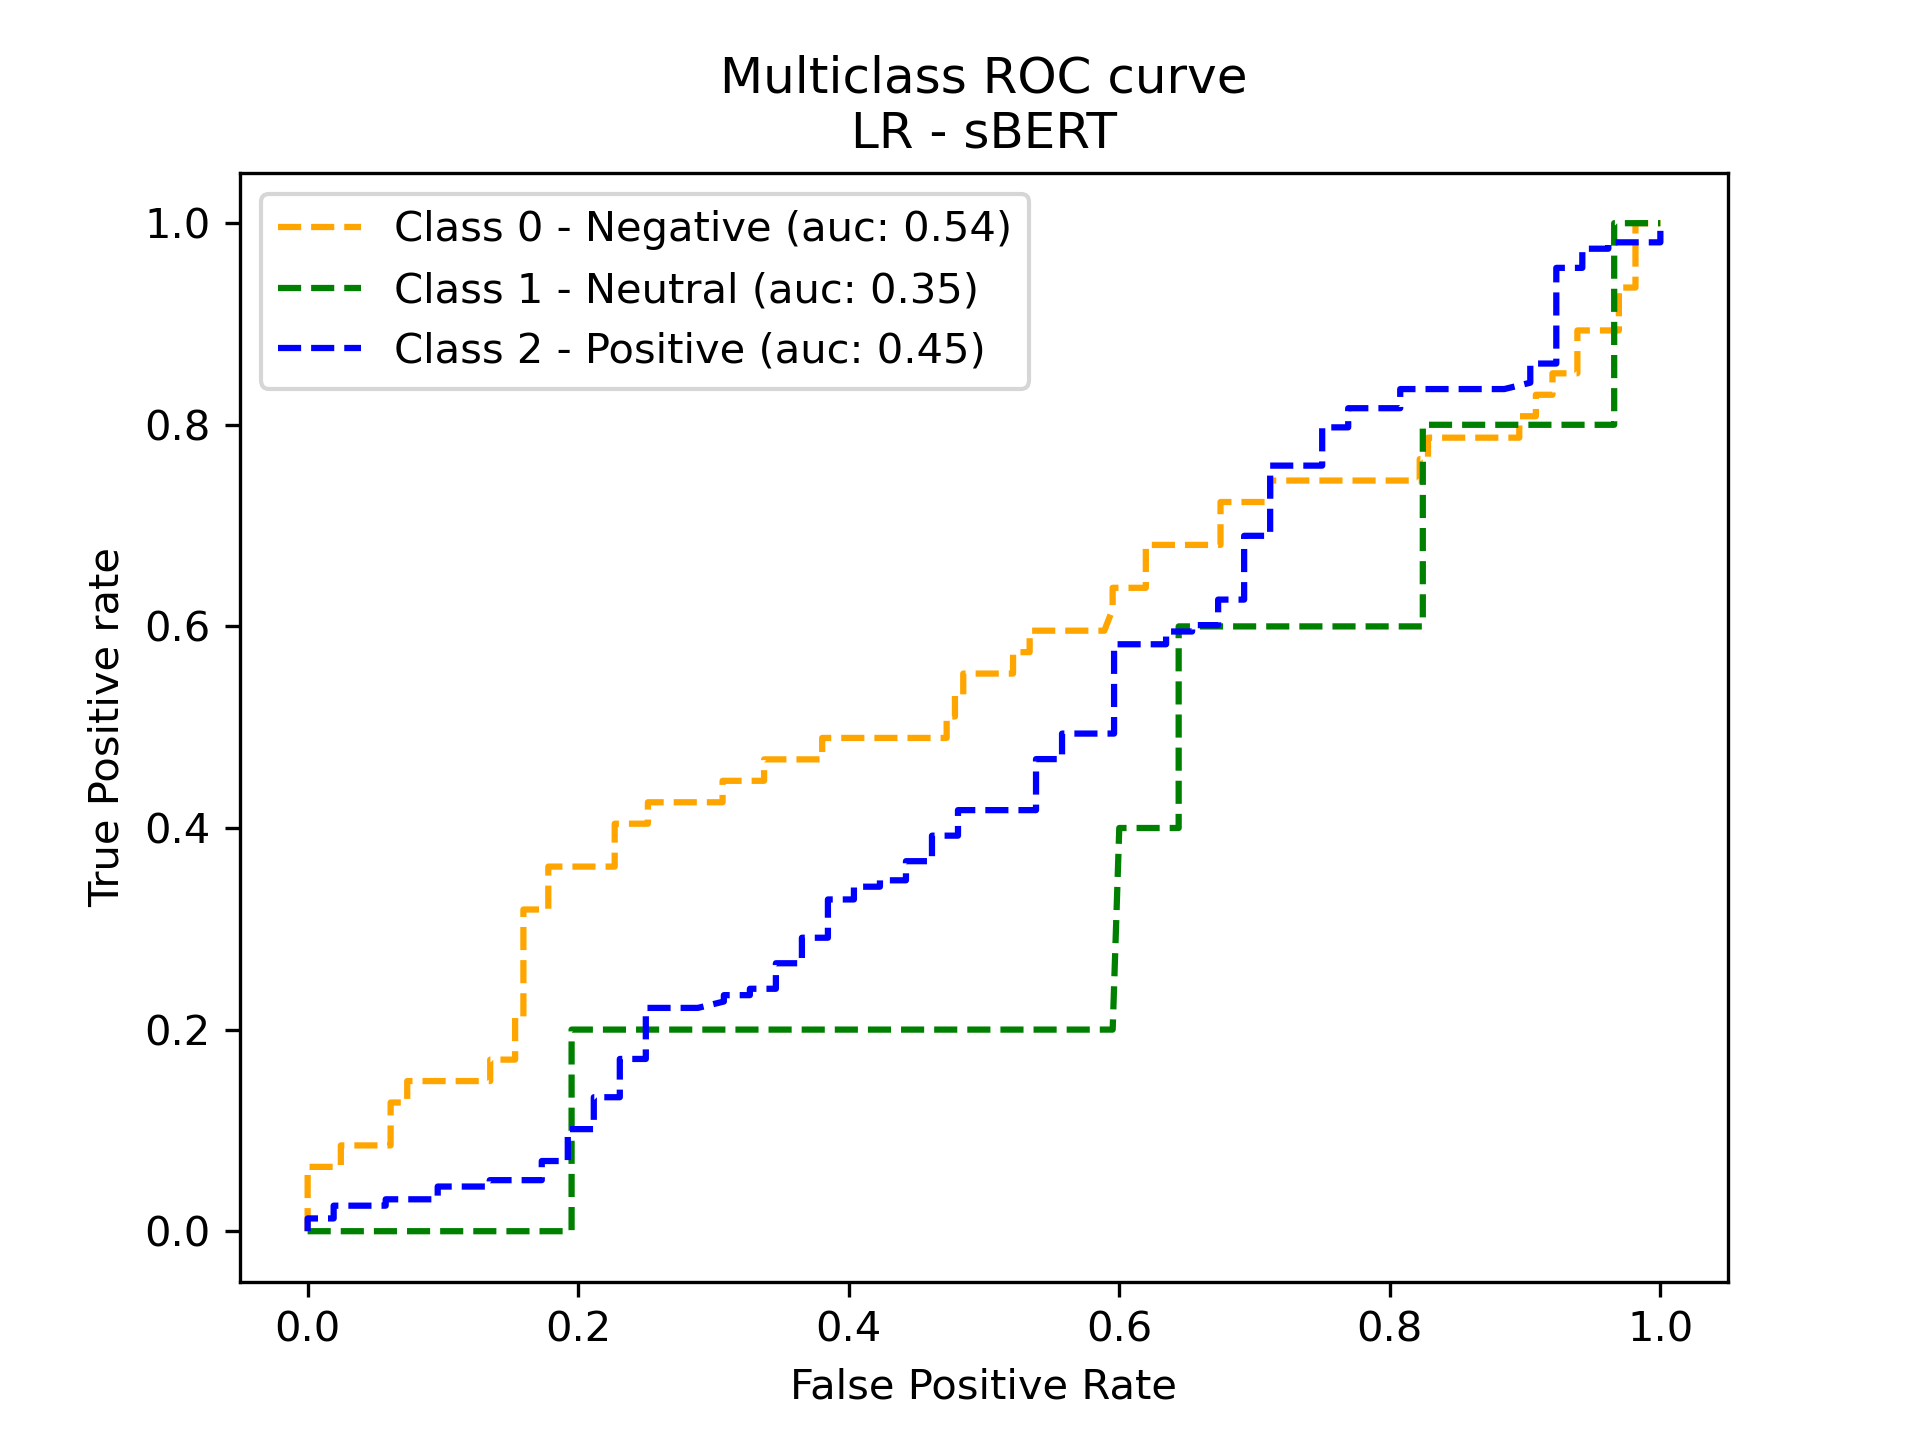 Multiclass ROC curve
LR - sBERT
Class 0 - Negative (auc: 0.54)
Class 1 - Neutral (auc: 0.35)
Class 2 - Positive (auc: 0.45)
True Positive rate
1.0
0.8
0.6
0.4
0.2
0.0
0.0 0.2 0.4 0.6 0.8 1.0
False Positive Rate